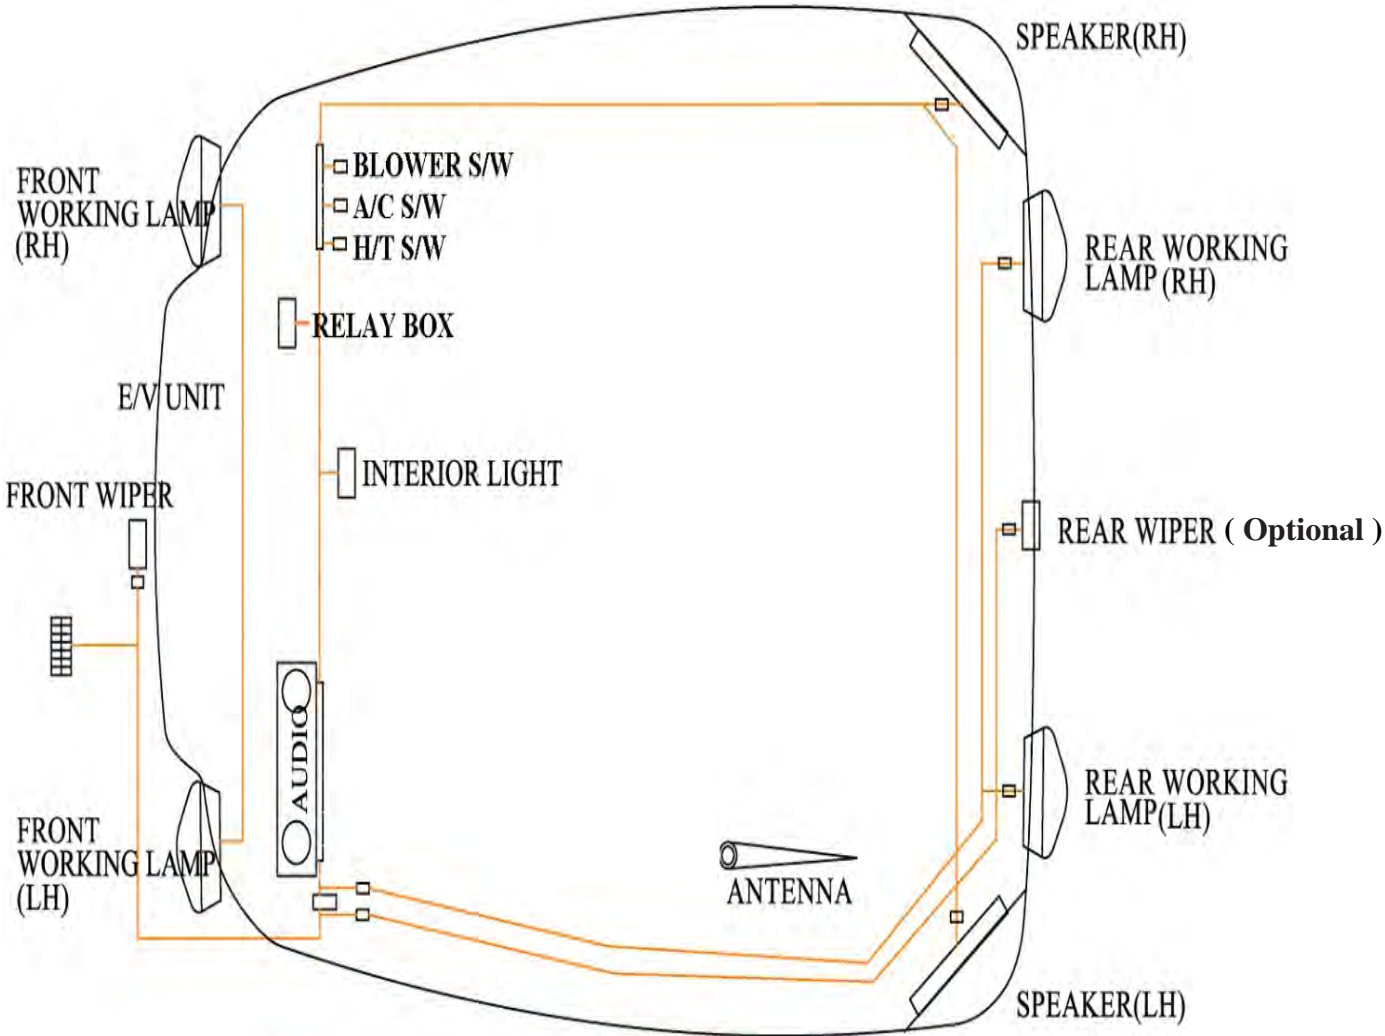 SPEAKER(RH)
BLOWER S/W
A/C S/W
H/T S/W
FRONT
WORKING LAMP
(RH)
REAR WORKING
LAMP (RH)
RELAY BOX
E/V UNIT
INTERIOR LIGHT
FRONT WIPER
REAR WIPER ( Optional )
AUDIO
REAR WORKING
LAMP(LH)
FRONT
WORKING LAMP
(LH)
ANTENNA
SPEAKER(LH)